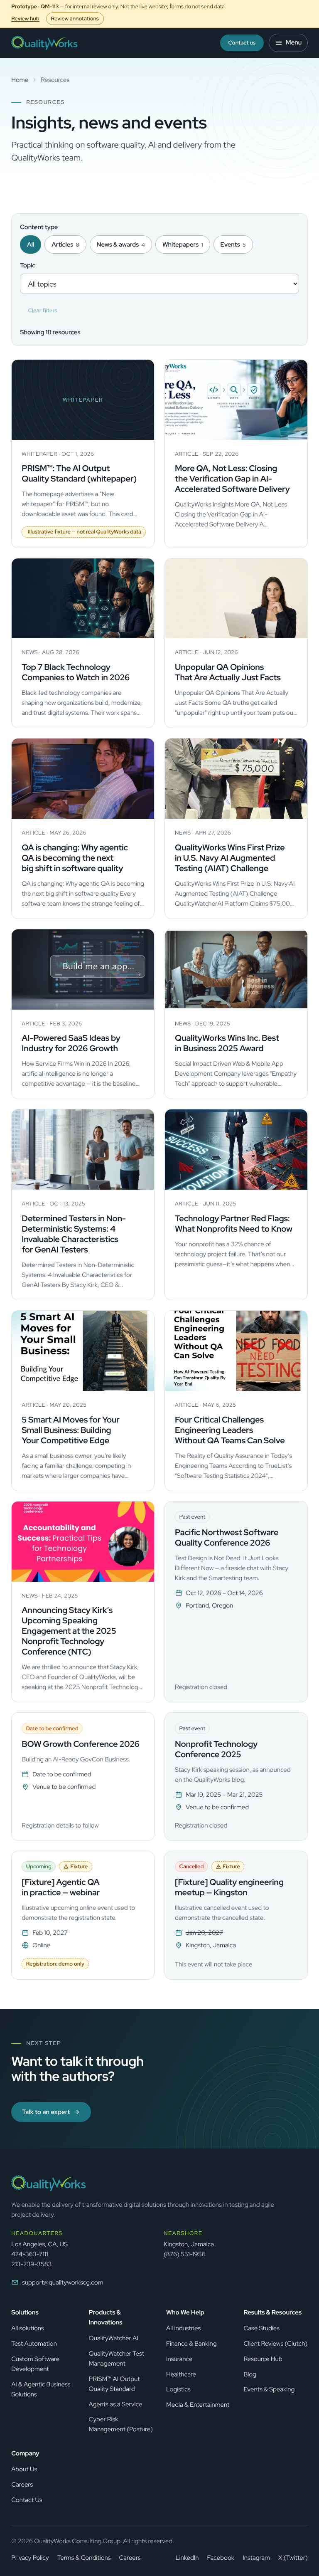 Prototype · QM-113 — for internal review only. Not the live website; forms do not send data.
Review hub
Review annotations
QualityWorks
Contact us
Menu
Home
Resources
RESOURCES
Insights, news and events
Practical thinking on software quality, AI and delivery from the
QualityWorks team.
Content type
All
Articles 8
News & awards 4
Whitepapers 1
Events 5
Topic
All topics
Clear filters
Showing 18 resources
WHITEPAPER
WHITEPAPER · OCT 1, 2026
PRISM™: The AI Output
Quality Standard (whitepaper)
The homepage advertises a “New
whitepaper” for PRISM™, but no
downloadable asset was found. This card…
Illustrative fixture — not real QualityWorks data
ARTICLE · SEP 22, 2026
More QA, Not Less: Closing
the Verification Gap in AI-
Accelerated Software Delivery
QualityWorks Insights More QA, Not Less
Closing the Verification Gap in AI-
Accelerated Software Delivery A…
NEWS · AUG 28, 2026
Top 7 Black Technology
Companies to Watch in 2026
Black-led technology companies are
shaping how organizations build, modernize,
and trust digital systems. Their work spans…
ARTICLE · JUN 12, 2026
Unpopular QA Opinions
That Are Actually Just Facts
Unpopular QA Opinions That Are Actually
Just Facts Some QA truths get called
“unpopular” right up until your team puts ou…
ARTICLE · MAY 26, 2026
QA is changing: Why agentic
QA is becoming the next
big shift in software quality
QA is changing: Why agentic QA is becoming
the next big shift in software quality Every
software team knows the strange feeling of…
$ 75,000
NEWS · APR 27, 2026
QualityWorks Wins First Prize
in U.S. Navy AI Augmented
Testing (AIAT) Challenge
QualityWorks Wins First Prize in U.S. Navy AI
Augmented Testing (AIAT) Challenge
QualityWatcherAI Platform Claims $75,00…
Build me an app...
ARTICLE · FEB 3, 2026
AI-Powered SaaS Ideas by
Industry for 2026 Growth
How Service Firms Win in 2026 In 2026,
artificial intelligence is no longer a
competitive advantage — it is the baseline…
Best in
Business
NEWS · DEC 19, 2025
QualityWorks Wins Inc. Best
in Business 2025 Award
Social Impact Driven Web & Mobile App
Development Company leverages “Empathy
Tech” approach to support vulnerable…
ARTICLE · OCT 13, 2025
Determined Testers in Non-
Deterministic Systems: 4
Invaluable Characteristics
for GenAI Testers
Determined Testers in Non-Deterministic
Systems: 4 Invaluable Characteristics for
GenAI Testers By Stacy Kirk, CEO &…
SUCCESS
INNOVATION
ARTICLE · JUN 11, 2025
Technology Partner Red Flags:
What Nonprofits Need to Know
Your nonprofit has a 32% chance of
technology project failure. That’s not our
pessimistic guess—it’s what happens when…
5 Smart AI
Moves for
Your Small
Business:
Building Your
Competitive Edge
ARTICLE · MAY 20, 2025
5 Smart AI Moves for Your
Small Business: Building
Your Competitive Edge
As a small business owner, you’re likely
facing a familiar challenge: competing in
markets where larger companies have…
Four Critical
Challenges
Engineering
Leaders
Without QA
Can Solve
How AI-Powered Testing
Can Transform Quality By
Year-End
NEED FOOD
NEED
TESTING
ARTICLE · MAY 6, 2025
Four Critical Challenges
Engineering Leaders
Without QA Teams Can Solve
The Reality of Quality Assurance in Today’s
Engineering Teams According to TrueList’s
“Software Testing Statistics 2024”,…
Accountability and
Success: Practical Tips
for Technology
Partnerships
NEWS · FEB 24, 2025
Announcing Stacy Kirk’s
Upcoming Speaking
Engagement at the 2025
Nonprofit Technology
Conference (NTC)
We are thrilled to announce that Stacy Kirk,
CEO and Founder of QualityWorks, will be
speaking at the 2025 Nonprofit Technolog…
Past event
Pacific Northwest Software
Quality Conference 2026
Test Design Is Not Dead: It Just Looks
Different Now — a fireside chat with Stacy
Kirk and the Smartesting team.
Oct 12, 2026 – Oct 14, 2026
Portland, Oregon
Registration closed
Date to be confirmed
BOW Growth Conference 2026
Building an AI-Ready GovCon Business.
Date to be confirmed
Venue to be confirmed
Registration details to follow
Past event
Nonprofit Technology
Conference 2025
Stacy Kirk speaking session, as announced
on the QualityWorks blog.
Mar 19, 2025 – Mar 21, 2025
Venue to be confirmed
Registration closed
Upcoming
Fixture
[Fixture] Agentic QA
in practice — webinar
Illustrative upcoming online event used to
demonstrate the registration state.
Feb 10, 2027
Online
Registration: demo only
Cancelled
Fixture
[Fixture] Quality engineering
meetup — Kingston
Illustrative cancelled event used to
demonstrate the cancelled state.
Jan 20, 2027
Kingston, Jamaica
This event will not take place
NEXT STEP
Want to talk it through
with the authors?
Talk to an expert
QualityWorks
We enable the delivery of transformative digital solutions through innovations in testing and agile
project delivery.
HEADQUARTERS
Los Angeles, CA, US
424-363-7111
213-239-3583
NEARSHORE
Kingston, Jamaica
(876) 551-1956
support@qualityworkscg.com
Solutions
All solutions
Test Automation
Custom Software
Development
AI & Agentic Business
Solutions
Products &
Innovations
QualityWatcher AI
QualityWatcher Test
Management
PRISM™ AI Output
Quality Standard
Agents as a Service
Cyber Risk
Management (Posture)
Who We Help
All industries
Finance & Banking
Insurance
Healthcare
Logistics
Media & Entertainment
Results & Resources
Case Studies
Client Reviews (Clutch)
Resource Hub
Blog
Events & Speaking
Company
About Us
Careers
Contact Us
© 2026 QualityWorks Consulting Group. All rights reserved.
Privacy Policy
Terms & Conditions
Careers
LinkedIn
Facebook
Instagram
X (Twitter)